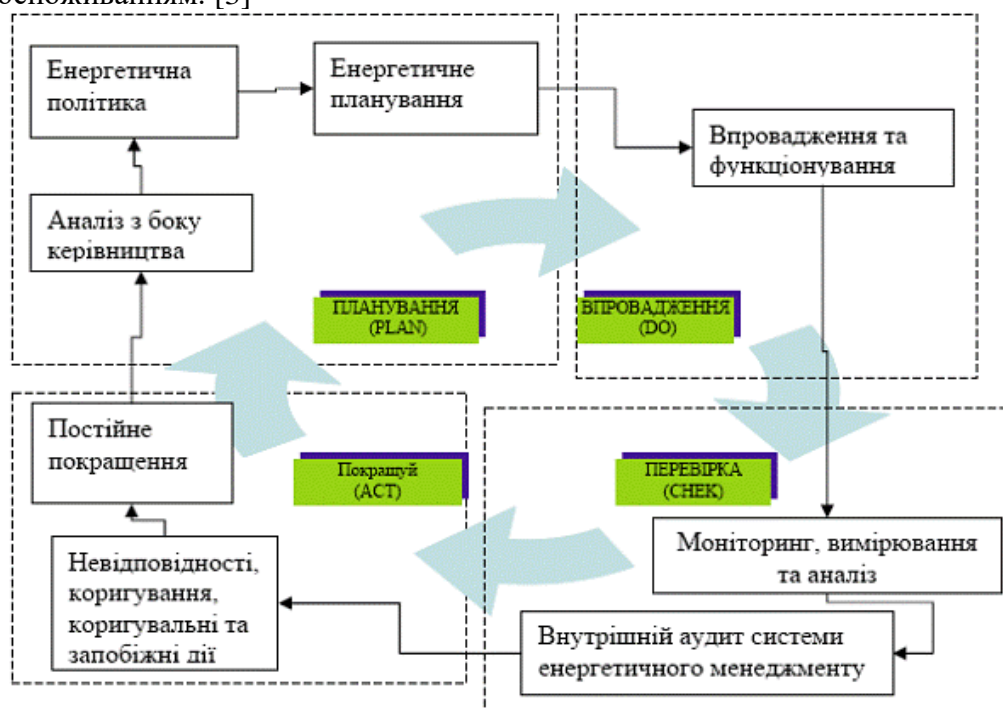 Енергетична
політика
Енергетичне
планування
Впровадження та
функціонування
Аналіз з боку
керівництва
ПЛАНУВАННЯ
(PLAN)
ВПРОВАДЖЕННЯ
(DO)
Постійне
покращення
Покращуй
(ACT)
ПЕРЕВІРКА
(CHEK)
Моніторинг, вимірювання
та аналіз
Невідповідності,
коригування,
коригувальні та
запобіжні дії
Внутрішній аудит системи
енергетичного менеджменту